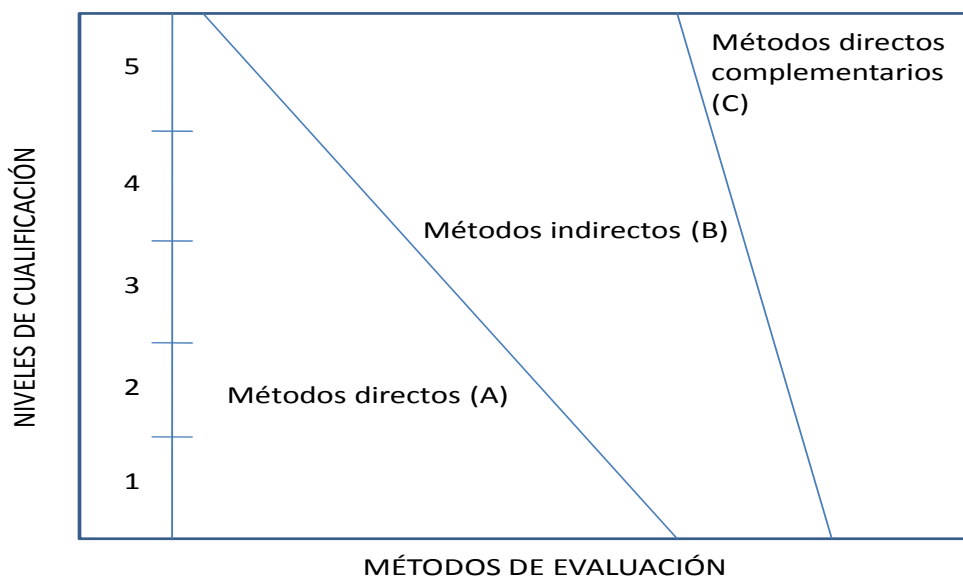 NIVELES DE CUALIFICACIÓN
5
4
3
2
1
Métodos directos
complementarios
(C)
Métodos indirectos (B)
Métodos directos (A)
MÉTODOS DE EVALUACIÓN